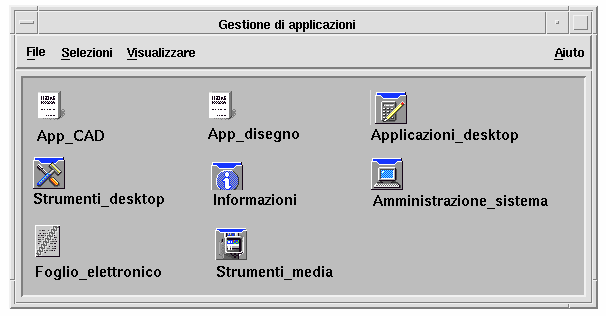 Gestione di applicazioni
File Selezioni Visualizzare Aiuto
App_CAD App_disegno Applicazioni_desktop
Strumenti_desktop Informazioni Amministrazione_sistema
Foglio_elettronico Strumenti_media